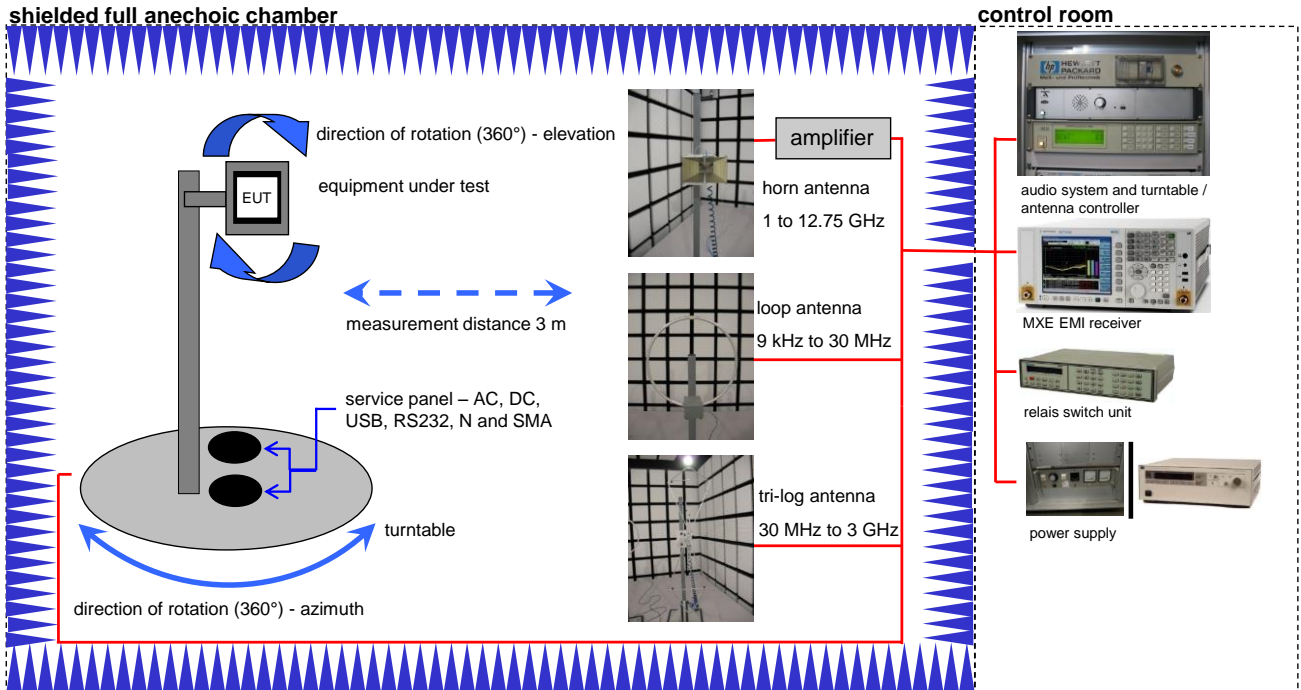 shielded full anechoic chamber
control room
direction of rotation (360°) - elevation
equipment under test
EUT
measurement distance 3 m
service panel – AC, DC,
USB, RS232, N and SMA
turntable
direction of rotation (360°) - azimuth
amplifier
horn antenna
1 to 12.75 GHz
loop antenna
9 kHz to 30 MHz
tri-log antenna
30 MHz to 3 GHz
hp
HEWLETT
PACKARD
audio system and turntable /
antenna controller
MXE EMI receiver
relais switch unit
power supply